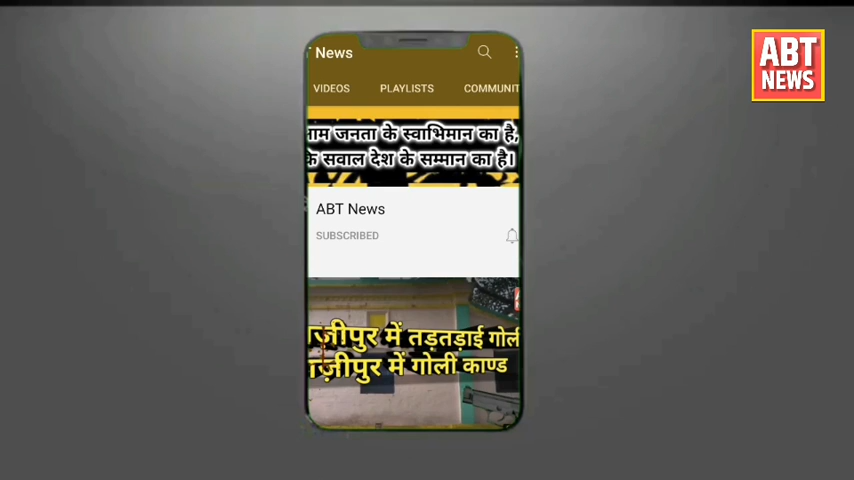 News
ABT
NEWS
VIDEOS PLAYLISTS COMMUNIT
जनता के स्वाभिमान का है,
सवाल देश के सम्मान का है।
ABT News
SUBSCRIBED
में तड़तड़ाई गोली
में गोली काण्ड